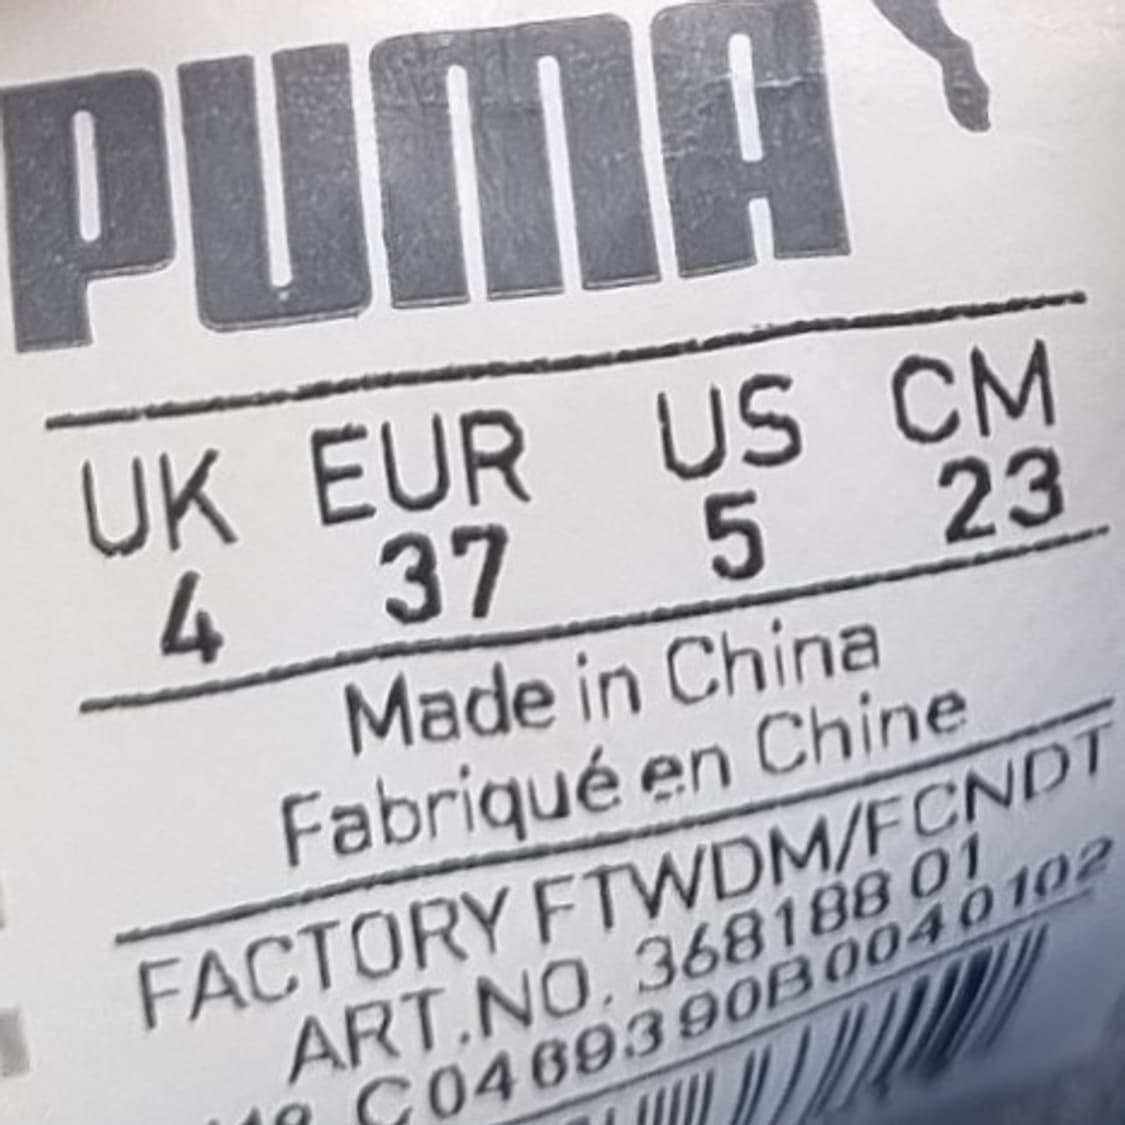 PUMA
UK EUR US CM
4 37 5 23
Made in China
Fabriqué en Chine
FACTORY FTWDM/FCNDT
ART.NO. 368188 01